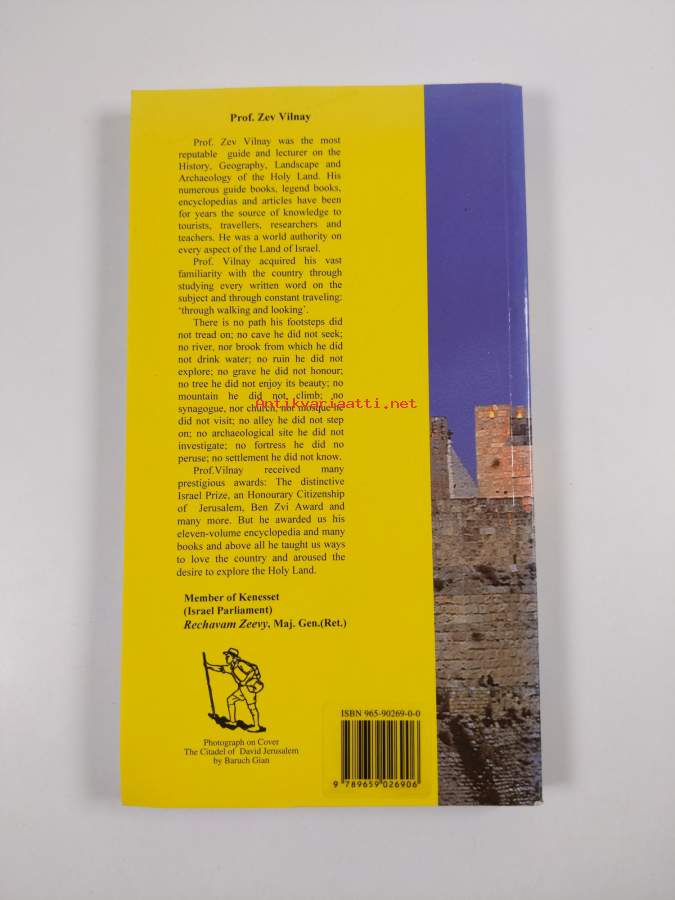 Prof. Zev Vilnay
Prof. Zev Vilnay was the most
reputable guide and lecturer on the
History, Geography, Landscape and
Archaeology of the Holy Land. His
numerous guide books, legend books,
encyclopedias and articles have been
for years the source of knowledge to
tourists, travellers, researchers and
teachers. He was a world authority on
every aspect of the Land of Israel.
Prof. Vilnay acquired his vast
familiarity with the country through
studying every written word on the
subject and through constant traveling:
‘through walking and looking’.
There is no path his footsteps did
not tread on; no cave he did not seek;
no river, nor brook from which he did
not drink water; no ruin he did not
explore; no grave he did not honour;
no tree he did not enjoy its beauty; no
mountain he did not climb; no
synagogue, nor church, nor mosque he
Antikvariaatti.net
did not visit; no alley he did not step
on; no archaeological site he did not
investigate; no fortress he did no
peruse; no settlement he did not know.
Prof.Vilnay received many
prestigious awards: The distinctive
Israel Prize, an Honourary Citizenship
of Jerusalem, Ben Zvi Award and
many more. But he awarded us his
eleven-volume encyclopedia and many
books and above all he taught us ways
to love the country and aroused the
desire to explore the Holy Land.
Member of Kenesset
(Israel Parliament)
Rechavam Zeevy, Maj. Gen.(Ret.)
Photograph on Cover
The Citadel of David Jerusalem
by Baruch Gian
ISBN 965-90269-0-0
9 789659 026906